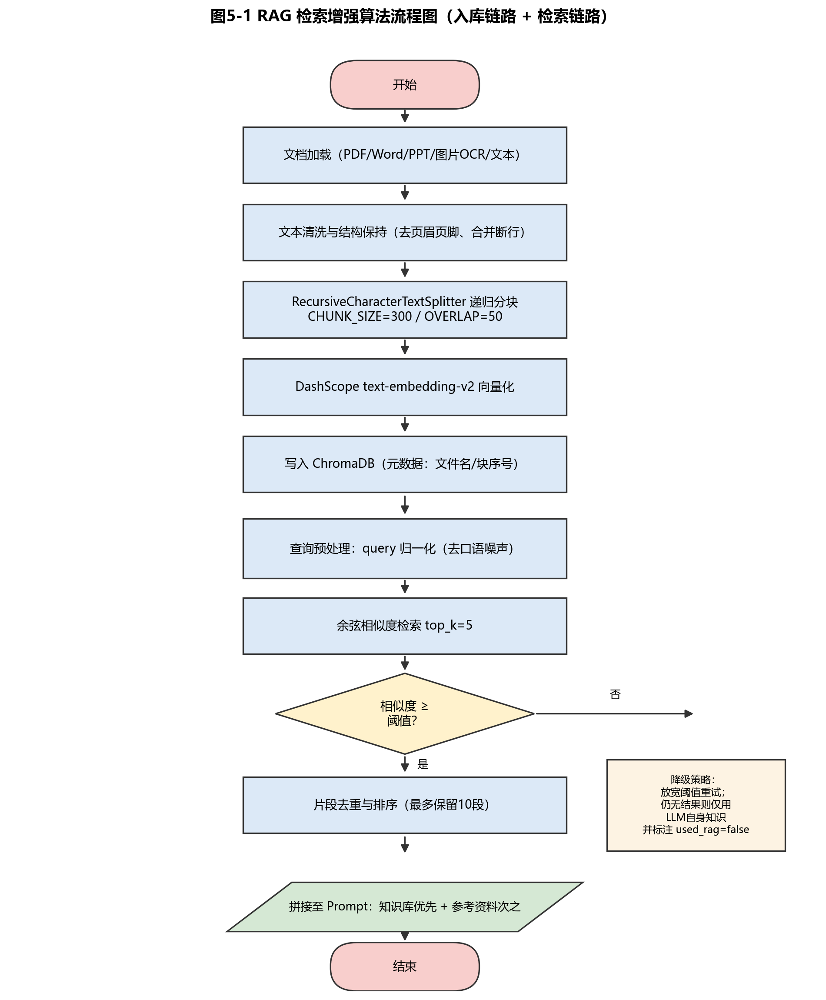 图5-1 RAG 检索增强算法流程图（入库链路 + 检索链路）
开始
文档加载（PDF/Word/PPT/图片OCR/文本）
文本清洗与结构保持（去页眉页脚、合并断行）
RecursiveCharacterTextSplitter 递归分块
CHUNK_SIZE=300 / OVERLAP=50
DashScope text-embedding-v2 向量化
写入 ChromaDB（元数据：文件名/块序号）
查询预处理：query 归一化（去口语噪声）
余弦相似度检索 top_k=5
相似度 ≥
阈值？
否
是
片段去重与排序（最多保留10段）
降级策略：
放宽阈值重试；
仍无结果则仅用
LLM自身知识
并标注 used_rag=false
拼接至 Prompt：知识库优先 + 参考资料次之
结束